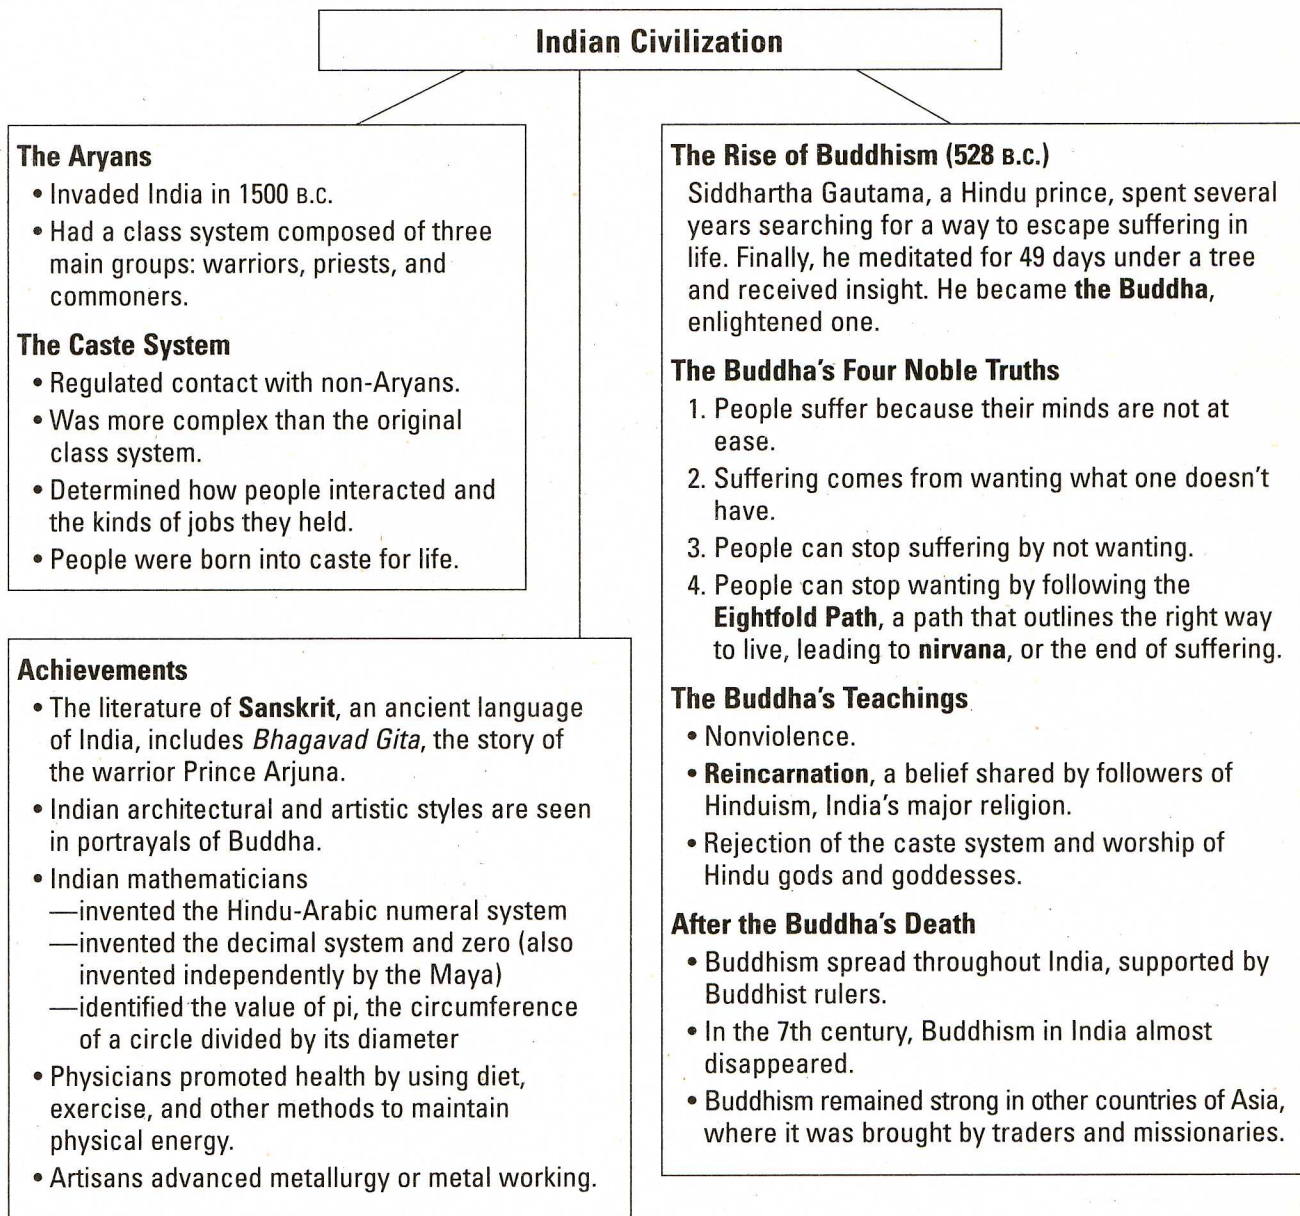 Indian Civilization
The Aryans
• Invaded India in 1500 B.C.
• Had a class system composed of three
main groups: warriors, priests, and
commoners.
The Caste System
• Regulated contact with non-Aryans.
• Was more complex than the original
class system.
• Determined how people interacted and
the kinds of jobs they held.
• People were born into caste for life.
Achievements
• The literature of Sanskrit, an ancient language
of India, includes Bhagavad Gita, the story of
the warrior Prince Arjuna.
• Indian architectural and artistic styles are seen
in portrayals of Buddha.
• Indian mathematicians
—invented the Hindu-Arabic numeral system
—invented the decimal system and zero (also
invented independently by the Maya)
—identified the value of pi, the circumference
of a circle divided by its diameter
• Physicians promoted health by using diet,
exercise, and other methods to maintain
physical energy.
• Artisans advanced metallurgy or metal working.
The Rise of Buddhism (528 B.C.)
Siddhartha Gautama, a Hindu prince, spent several
years searching for a way to escape suffering in
life. Finally, he meditated for 49 days under a tree
and received insight. He became the Buddha,
enlightened one.
The Buddha's Four Noble Truths
1. People suffer because their minds are not at
ease.
2. Suffering comes from wanting what one doesn't
have.
3. People can stop suffering by not wanting.
4. People can stop wanting by following the
Eightfold Path, a path that outlines the right way
to live, leading to nirvana, or the end of suffering.
The Buddha's Teachings
• Nonviolence.
• Reincarnation, a belief shared by followers of
Hinduism, India's major religion.
• Rejection of the caste system and worship of
Hindu gods and goddesses.
After the Buddha's Death
• Buddhism spread throughout India, supported by
Buddhist rulers.
• In the 7th century, Buddhism in India almost
disappeared.
• Buddhism remained strong in other countries of Asia,
where it was brought by traders and missionaries.